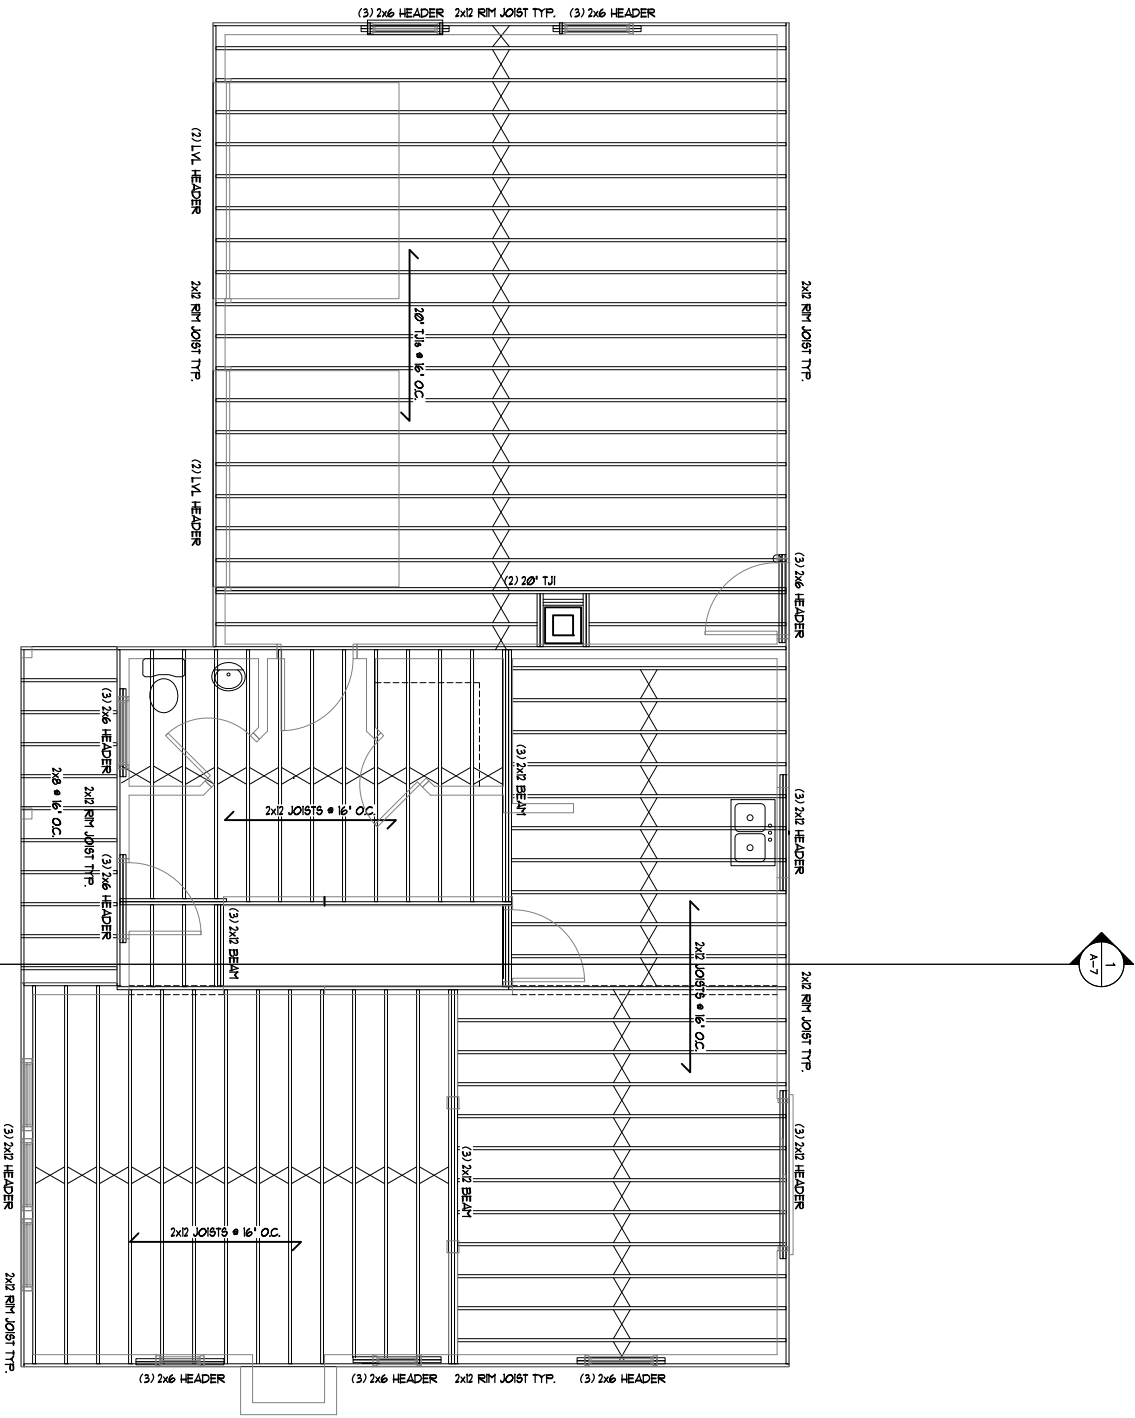 (3) 2x6 HEADER
2x12 RIM JOIST TYP.
(3) 2x6 HEADER
(2) LVL HEADER
2x12 RIM JOIST TYP.
2x12 RIM JOIST TYP.
20" TJIs @ 16" O.C.
(2) LVL HEADER
(3) 2x6 HEADER
(2) 20" TJI
(3) 2x6 HEADER
2x8 @ 16" O.C.
2x12 RIM JOIST TYP.
(3) 2x6 HEADER
2x12 JOISTS @ 16" O.C.
(3) 2x12 BEAM
(3) 2x12 HEADER
(3) 2x12 BEAM
2x12 JOISTS @ 16" O.C.
2x12 RIM JOIST TYP.
1
A-7
(3) 2x12 HEADER
(3) 2x12 BEAM
(3) 2x12 HEADER
2x12 JOISTS @ 16" O.C.
2x12 RIM JOIST TYP.
(3) 2x6 HEADER
(3) 2x6 HEADER
2x12 RIM JOIST TYP.
(3) 2x6 HEADER